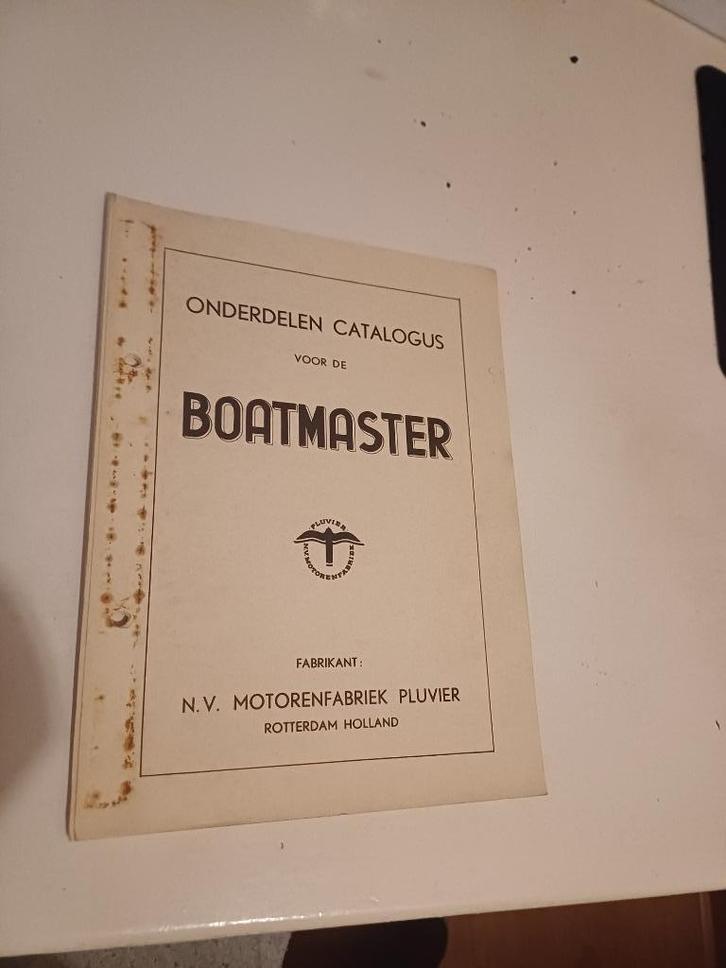 ONDERDELEN CATALOGUS
VOOR DE
BOATMASTER
PLUVIER
N.V. MOTORENFABRIEK
FABRIKANT:
N.V. MOTORENFABRIEK PLUVIER
ROTTERDAM HOLLAND